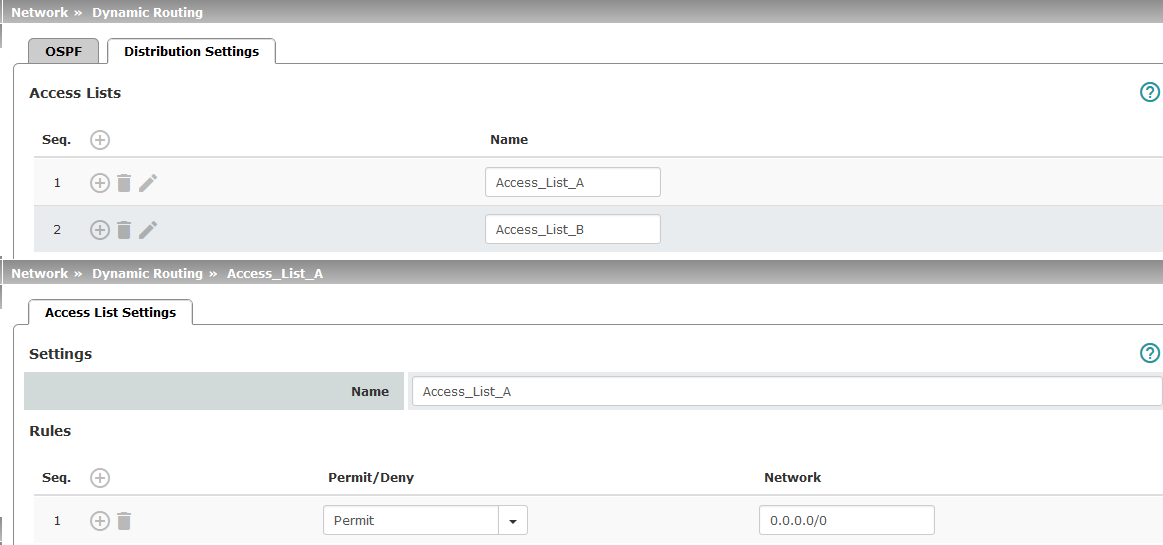 Network » Dynamic Routing
OSPF Distribution Settings
Access Lists ?
Seq. Name
1 Access_List_A
2 Access_List_B
Network » Dynamic Routing » Access_List_A
Access List Settings
Settings ?
Name Access_List_A
Rules
Seq. Permit/Deny Network
1 Permit 0.0.0.0/0